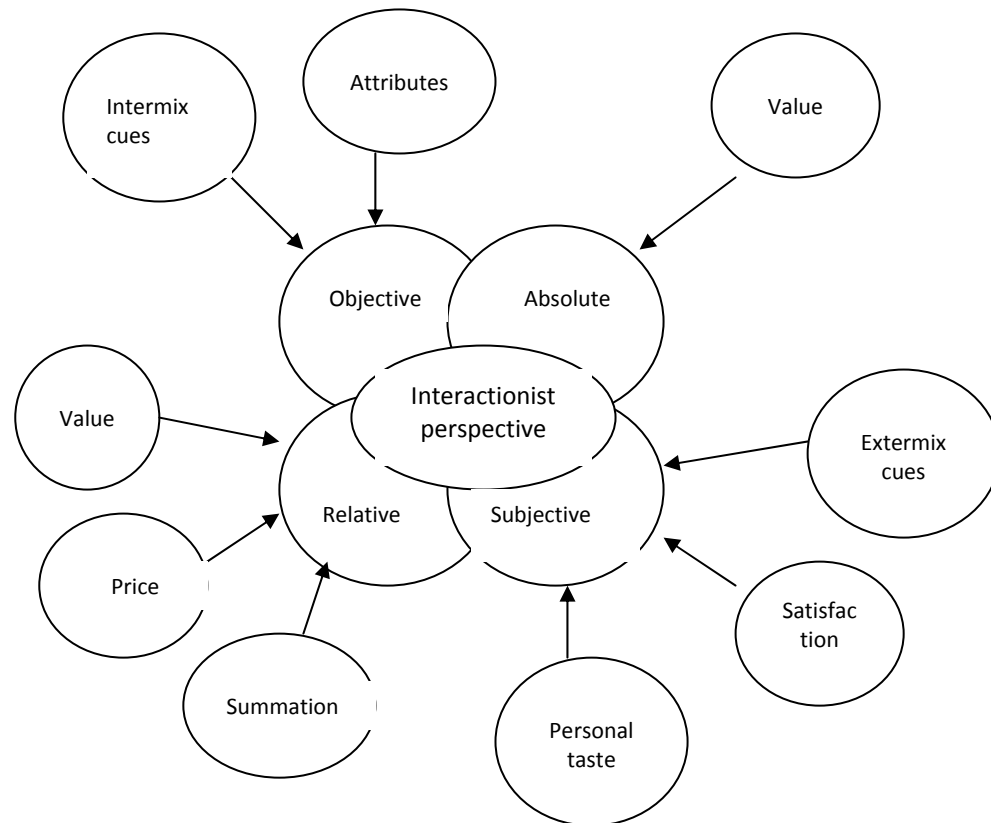 Attributes
Intermix
cues
Value
Objective
Absolute
Interactionist
perspective
Value
Extermix
cues
Relative
Subjective
Price
Satisfac
tion
Summation
Personal
taste